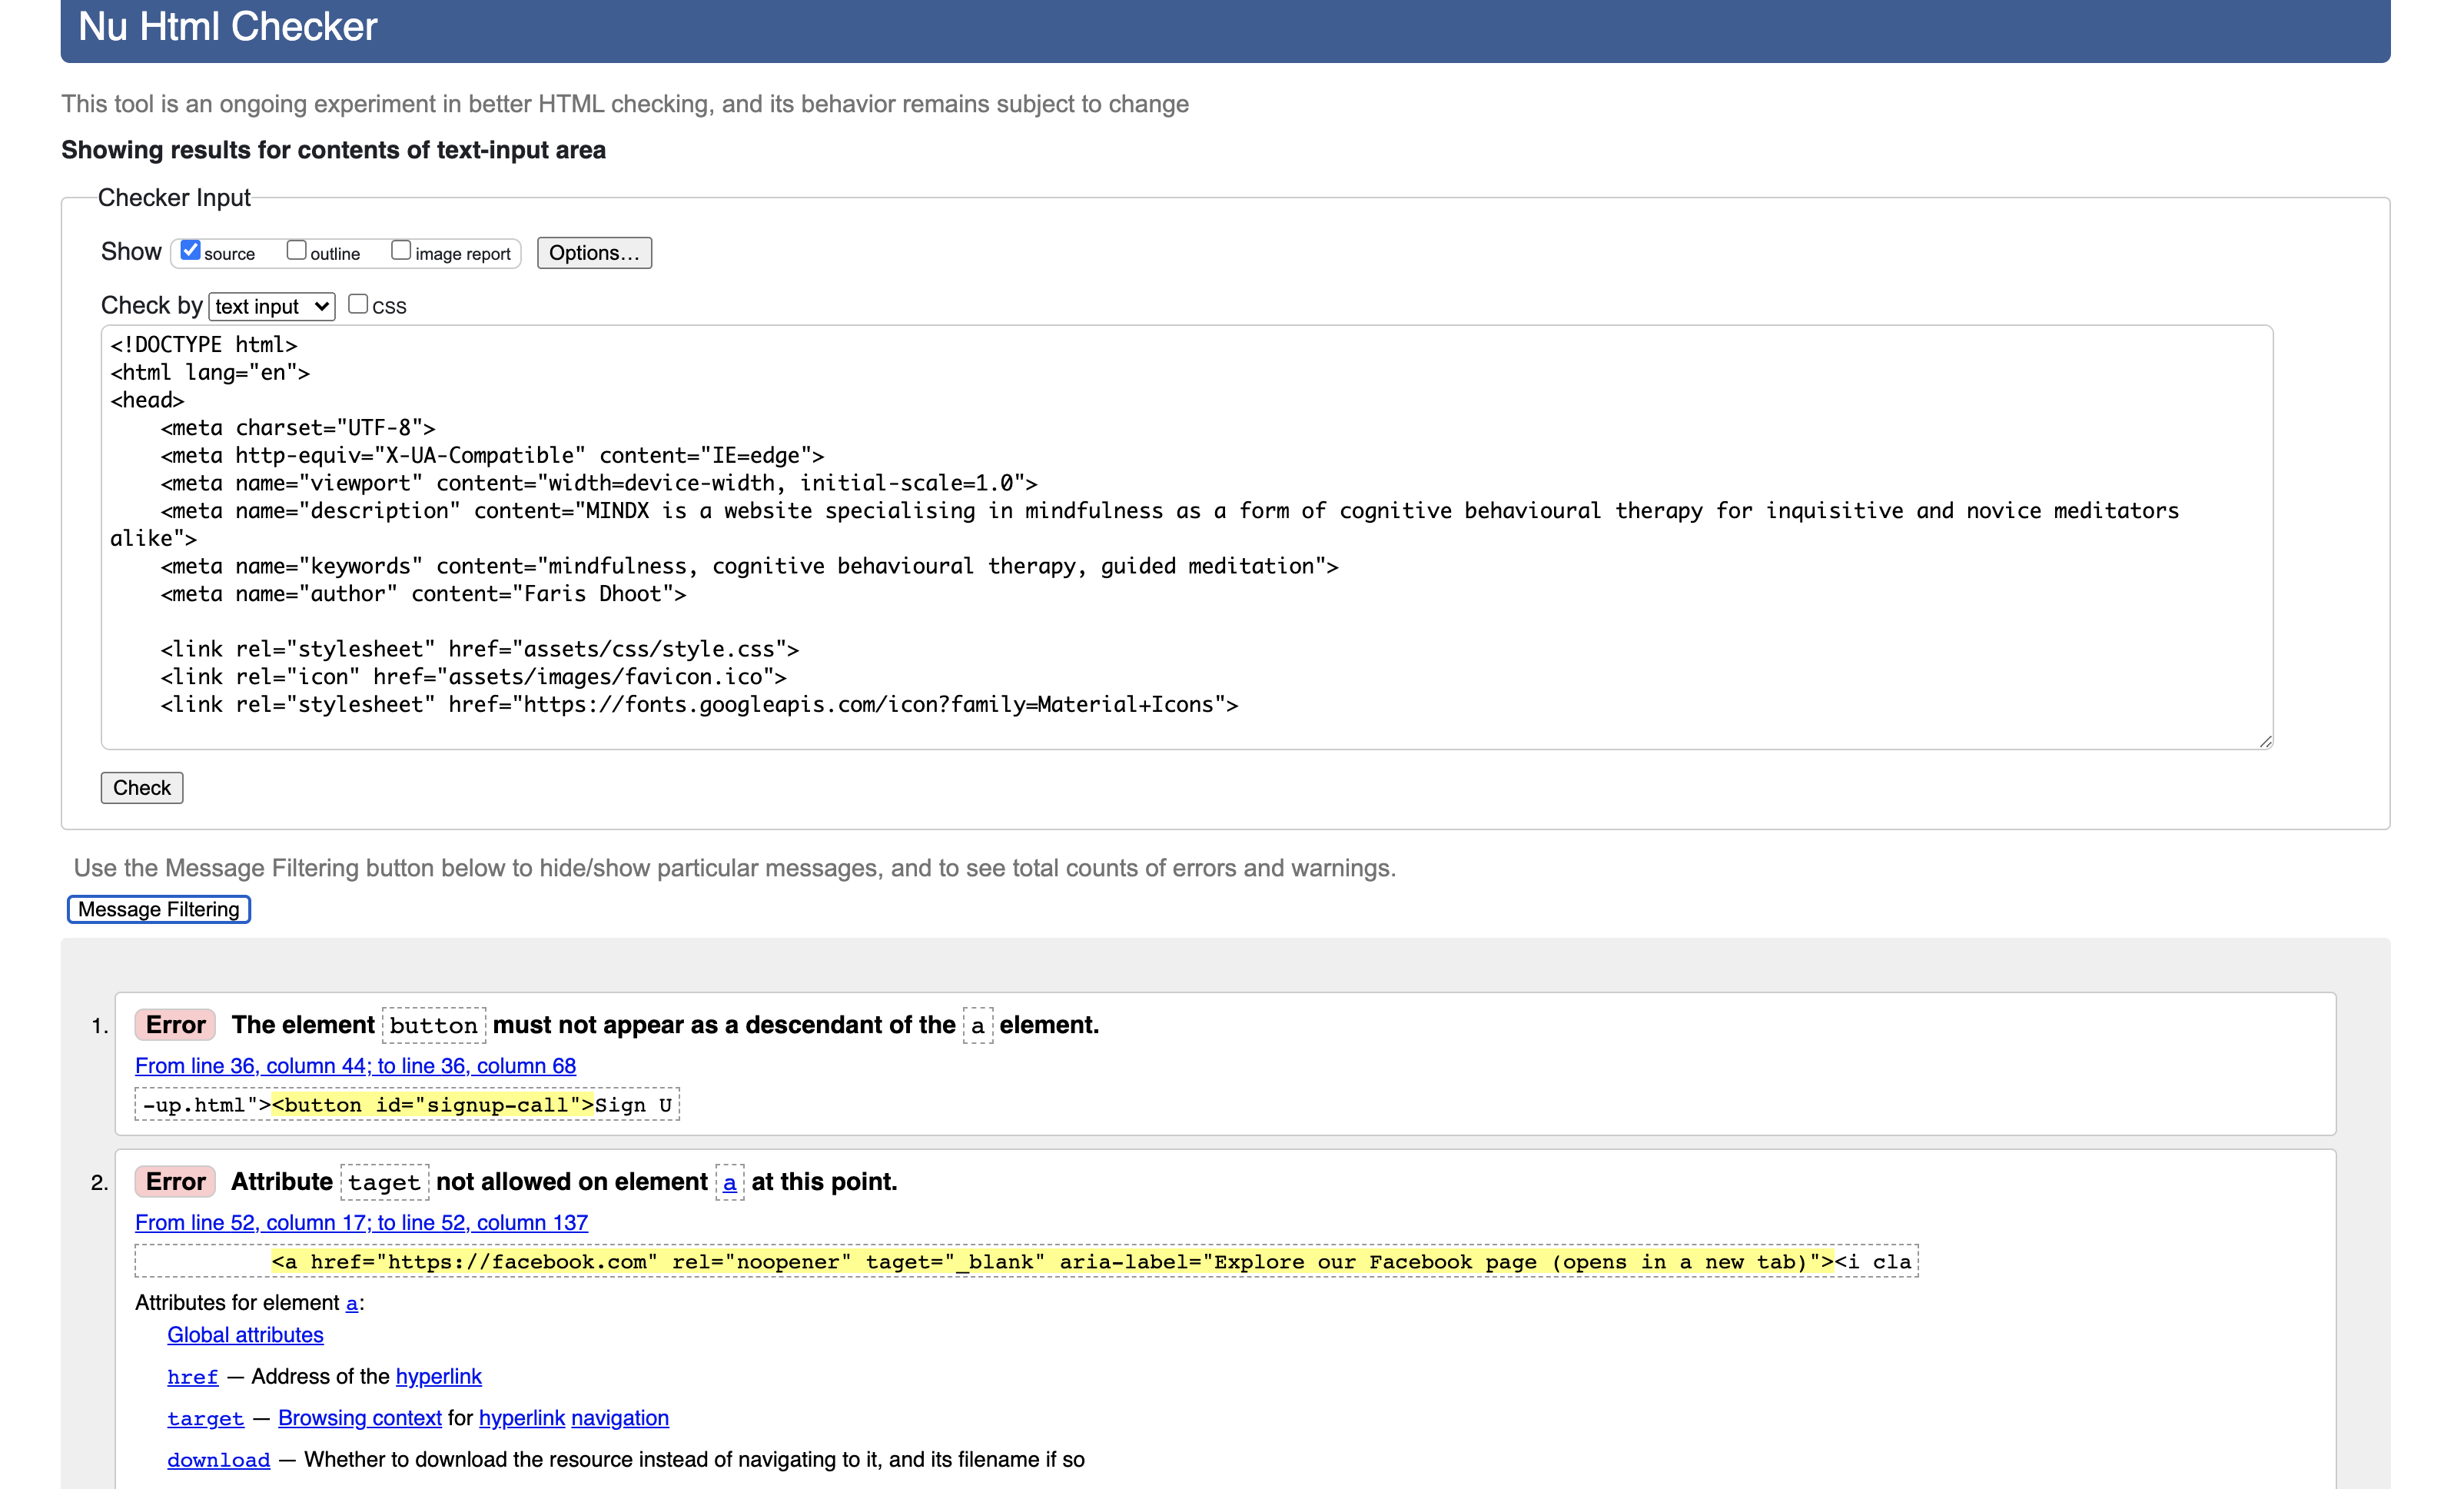 Nu Html Checker
This tool is an ongoing experiment in better HTML checking, and its behavior remains subject to change
Showing results for contents of text-input area
Checker Input
Show source outline image report Options...
Check by text input CSS
<!DOCTYPE html>
<html lang="en">
<head>
    <meta charset="UTF-8">
    <meta http-equiv="X-UA-Compatible" content="IE=edge">
    <meta name="viewport" content="width=device-width, initial-scale=1.0">
    <meta name="description" content="MINDX is a website specialising in mindfulness as a form of cognitive behavioural therapy for inquisitive and novice meditators
alike">
    <meta name="keywords" content="mindfulness, cognitive behavioural therapy, guided meditation">
    <meta name="author" content="Faris Dhoot">
    <link rel="stylesheet" href="assets/css/style.css">
    <link rel="icon" href="assets/images/favicon.ico">
    <link rel="stylesheet" href="https://fonts.googleapis.com/icon?family=Material+Icons">
Check
Use the Message Filtering button below to hide/show particular messages, and to see total counts of errors and warnings.
Message Filtering
1. Error The element button must not appear as a descendant of the a element.
From line 36, column 44; to line 36, column 68
-up.html"><button id="signup-call">Sign U
2. Error Attribute taget not allowed on element a at this point.
From line 52, column 17; to line 52, column 137
<a href="https://facebook.com" rel="noopener" taget="_blank" aria-label="Explore our Facebook page (opens in a new tab)"><i cla
Attributes for element a:
Global attributes
href — Address of the hyperlink
target — Browsing context for hyperlink navigation
download — Whether to download the resource instead of navigating to it, and its filename if so